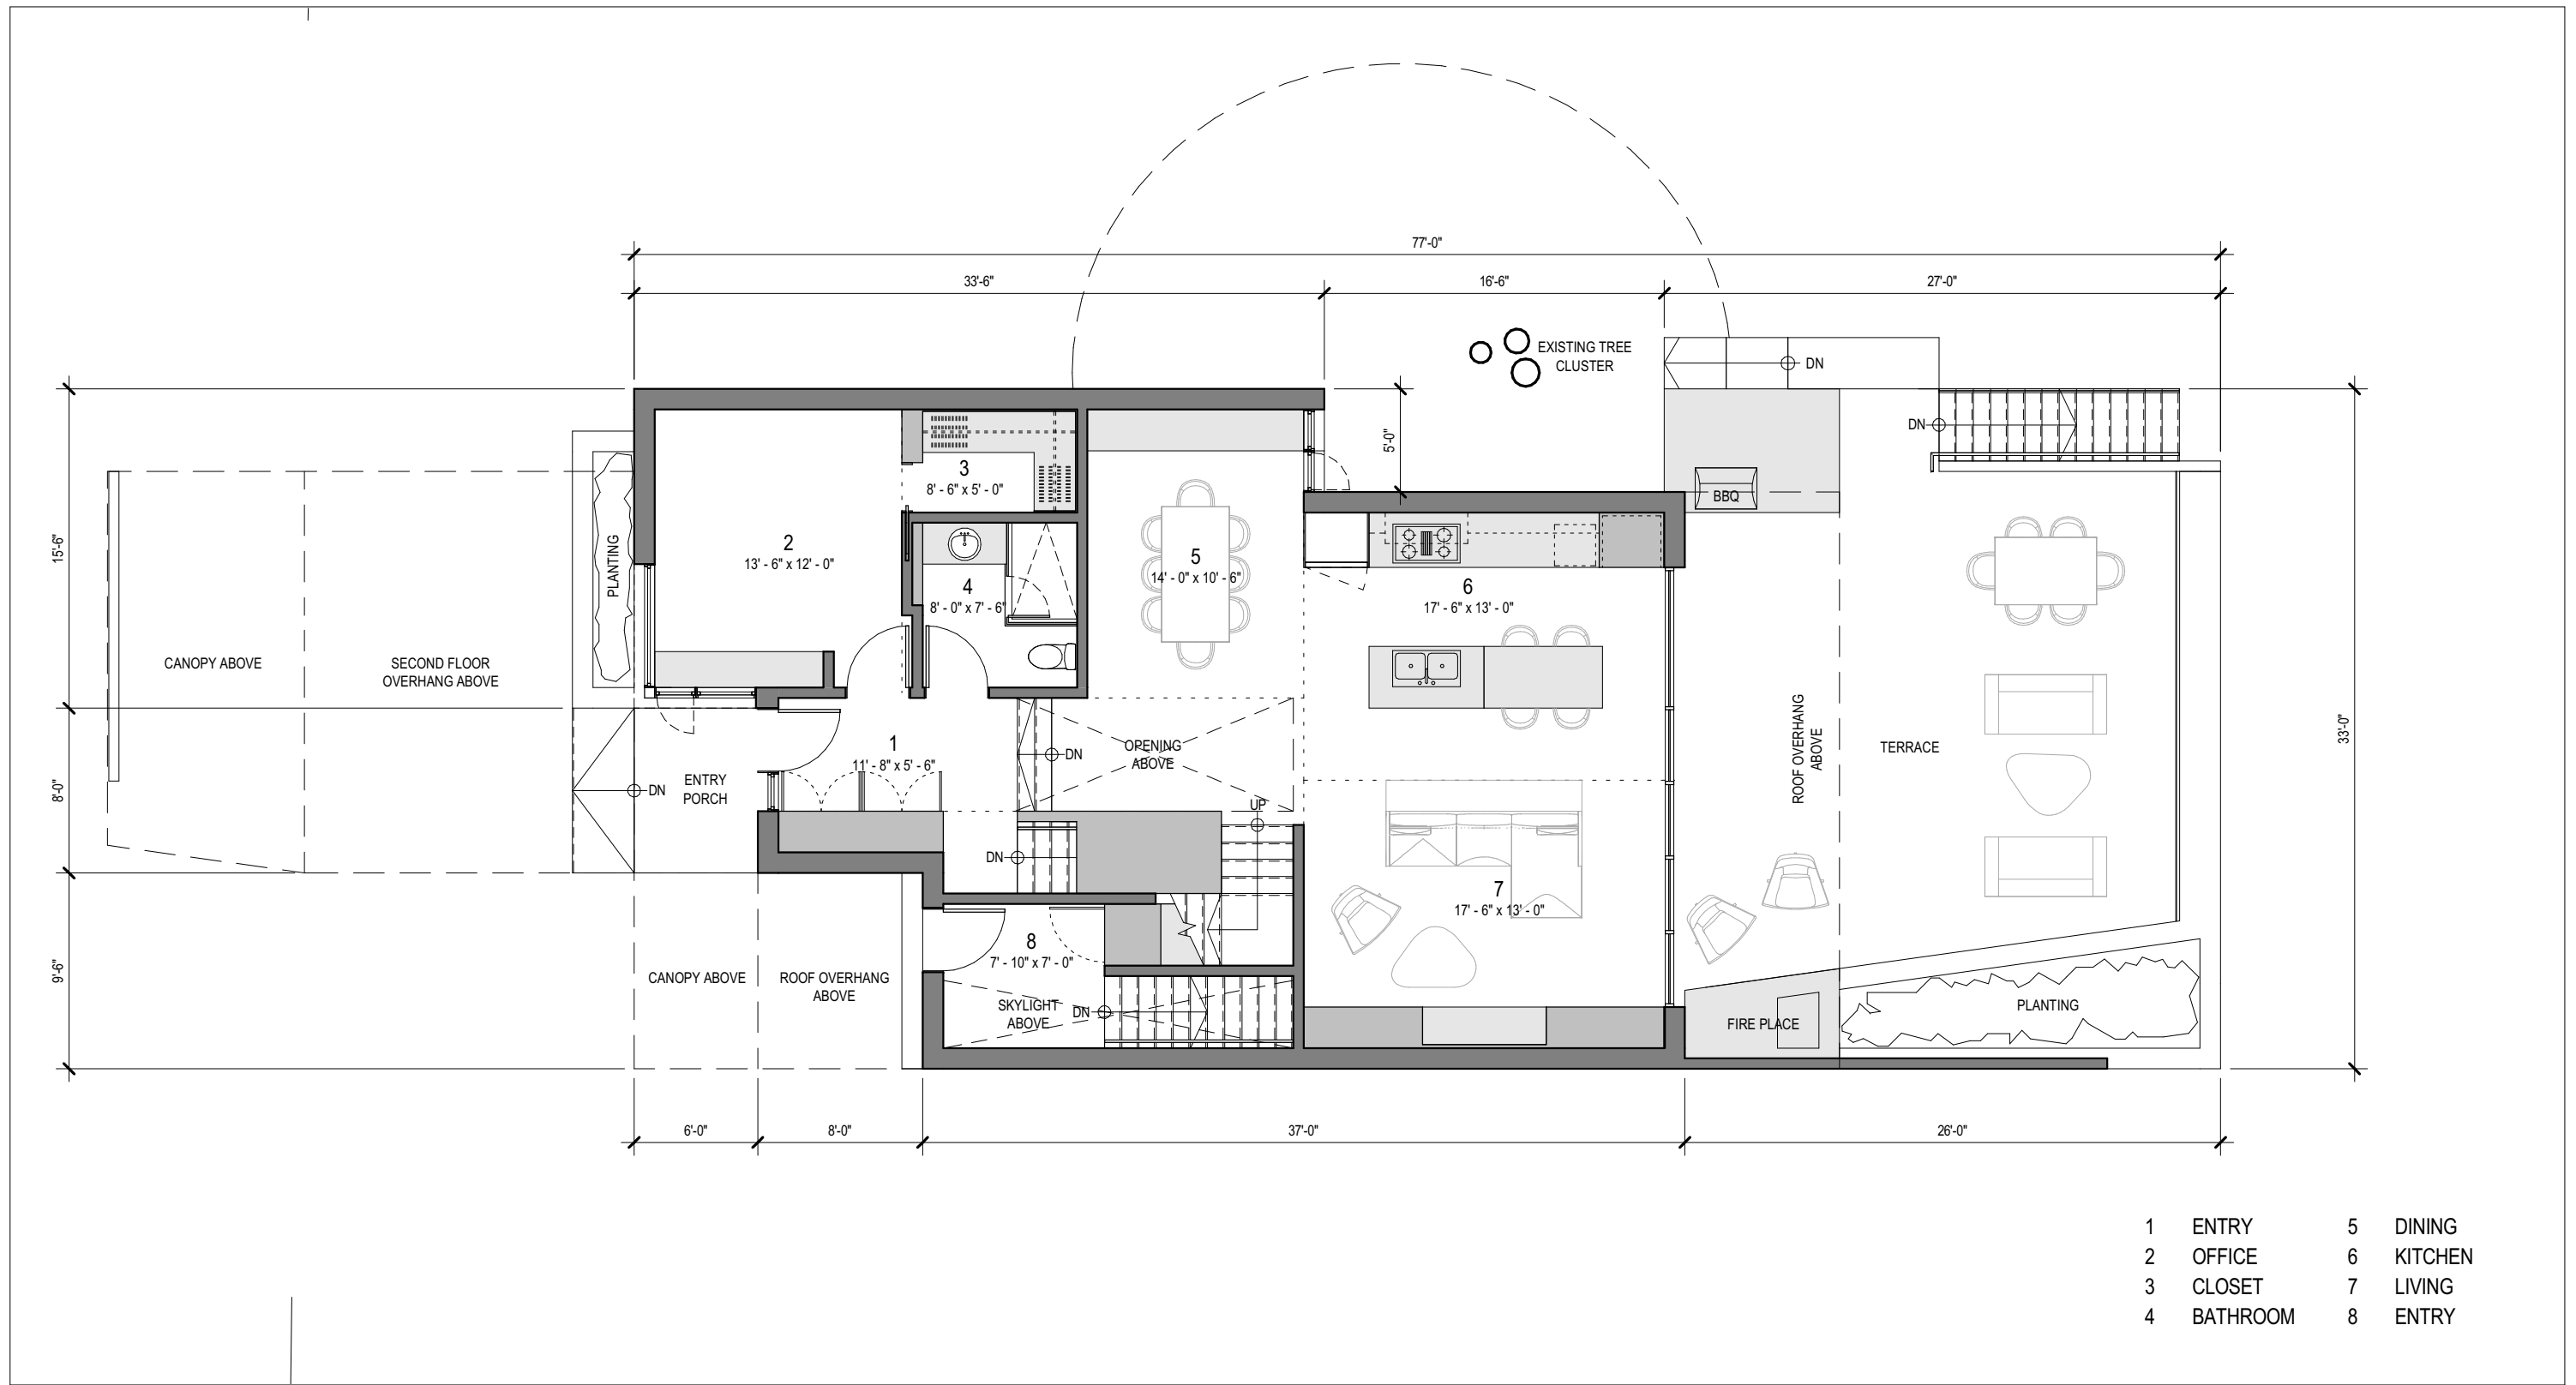 77'-0"
33'-6"
16'-6"
27'-0"
EXISTING TREE
CLUSTER
DN
5'-0"
DN
BBQ
3
8' - 6" x 5' - 0"
15'-6"
PLANTING
2
13' - 6" x 12' - 0"
4
8' - 0" x 7' - 6"
5
14' - 0" x 10' - 6"
6
17' - 6" x 13' - 0"
CANOPY ABOVE
SECOND FLOOR
OVERHANG ABOVE
1
11' - 8" x 5' - 6"
DN
OPENING
ABOVE
ROOF OVERHANG
ABOVE
TERRACE
33'-0"
8'-0"
DN
ENTRY
PORCH
UP
DN
7
17' - 6" x 13' - 0"
8
7' - 10" x 7' - 0"
9'-6"
CANOPY ABOVE
ROOF OVERHANG
ABOVE
SKYLIGHT
ABOVE
DN
FIRE PLACE
PLANTING
6'-0"
8'-0"
37'-0"
26'-0"
1 ENTRY 5 DINING
2 OFFICE 6 KITCHEN
3 CLOSET 7 LIVING
4 BATHROOM 8 ENTRY